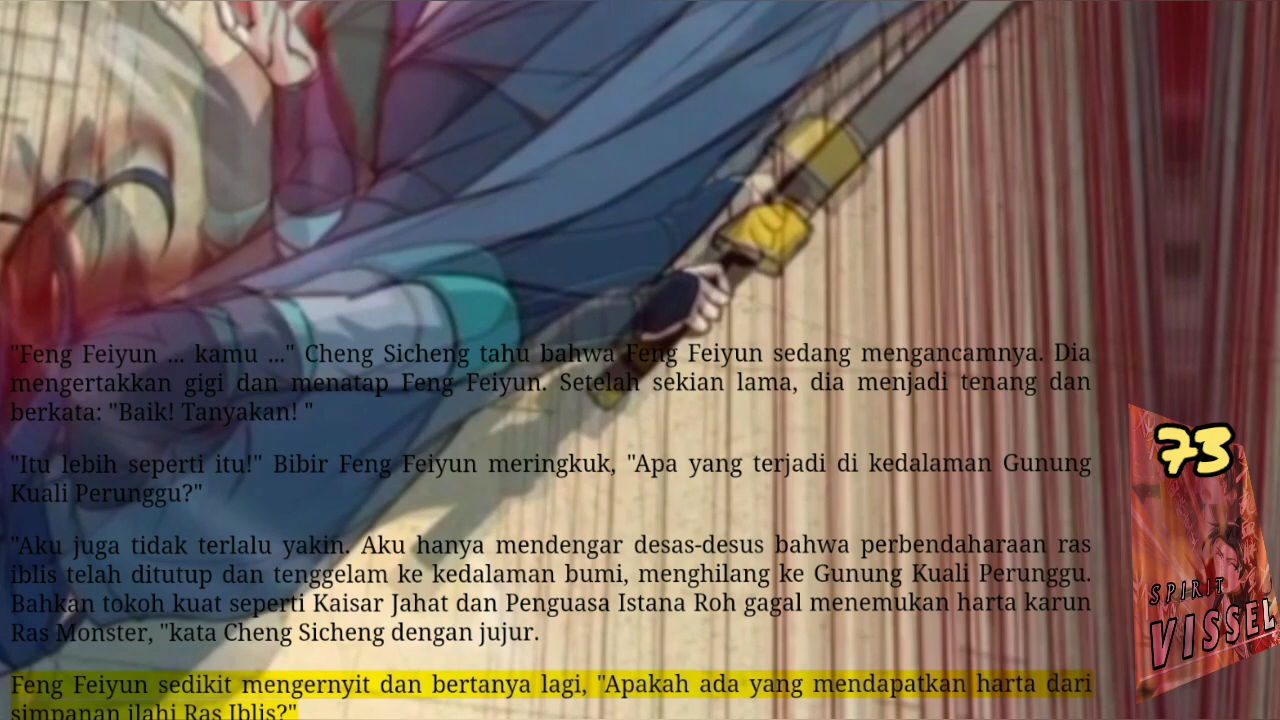 "Feng Feiyun ... kamu ..." Cheng Sicheng tahu bahwa Feng Feiyun sedang mengancamnya. Dia
mengertakkan gigi dan menatap Feng Feiyun. Setelah sekian lama, dia menjadi tenang dan
berkata: "Baik! Tanyakan! "
"Itu lebih seperti itu!" Bibir Feng Feiyun meringkuk, "Apa yang terjadi di kedalaman Gunung
Kuali Perunggu?"
"Aku juga tidak terlalu yakin. Aku hanya mendengar desas-desus bahwa perbendaharaan ras
iblis telah ditutup dan tenggelam ke kedalaman bumi, menghilang ke Gunung Kuali Perunggu.
Bahkan tokoh kuat seperti Kaisar Jahat dan Penguasa Istana Roh gagal menemukan harta karun
Ras Monster, "kata Cheng Sicheng dengan jujur.
Feng Feiyun sedikit mengernyit dan bertanya lagi, "Apakah ada yang mendapatkan harta dari
simpanan ilahi Ras Iblis?"
73
SPIRIT
VISSEL